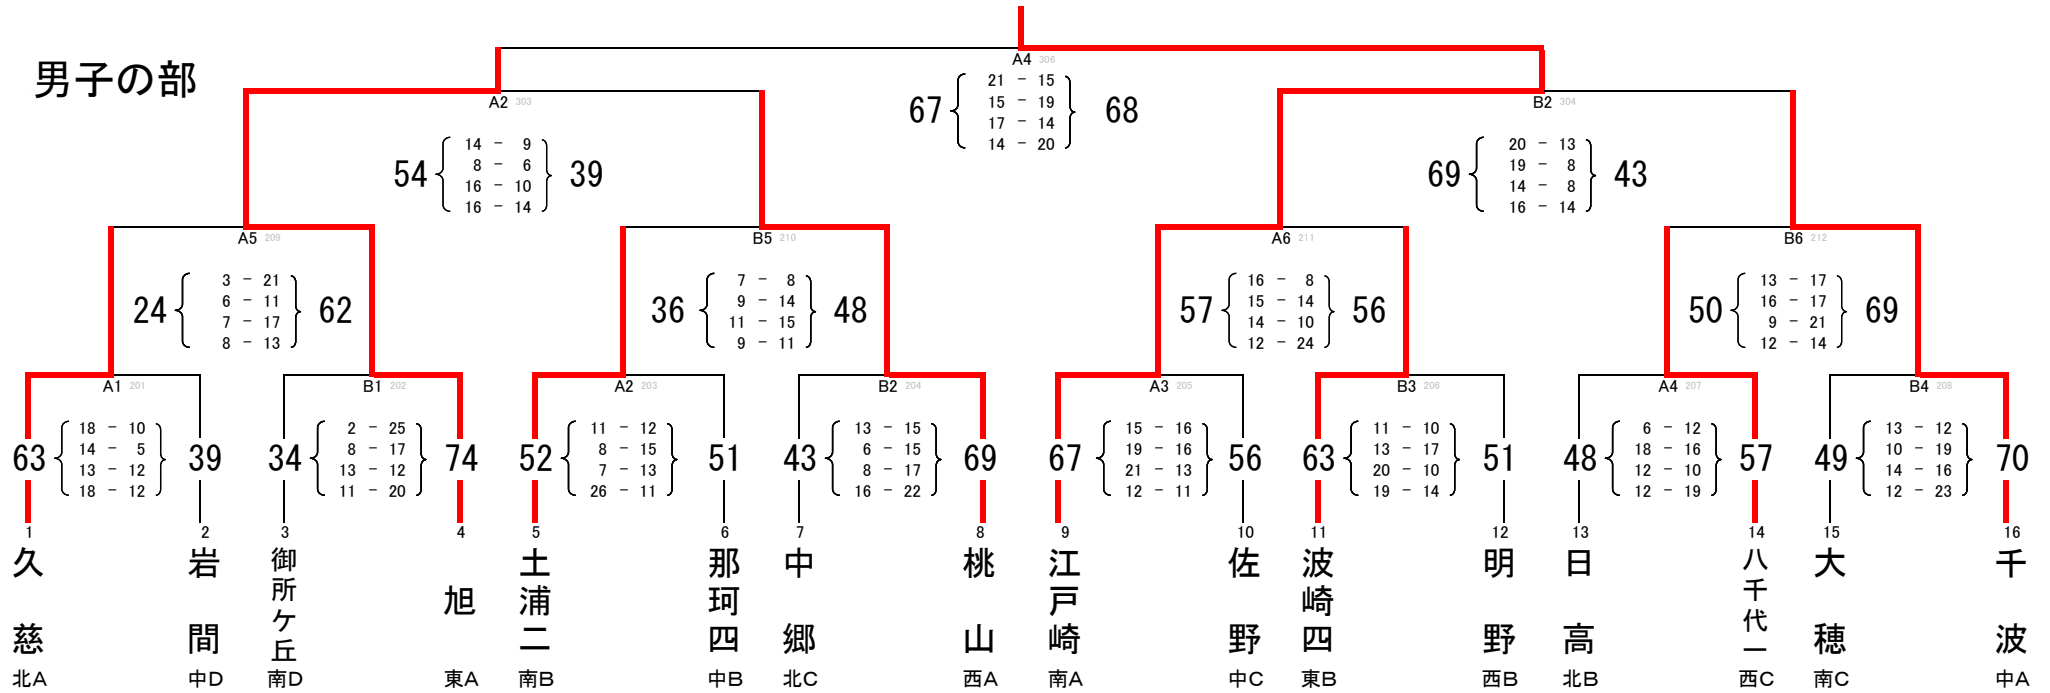 男子の部
A4 306
67 21 - 15 68
15 - 19
17 - 14
14 - 20
A2 303
54 14 - 9 39
8 - 6
16 - 10
16 - 14
B2 304
69 20 - 13 43
19 - 8
14 - 8
16 - 14
A5 209
24 3 - 21 62
6 - 11
7 - 17
8 - 13
B5 210
36 7 - 8 48
9 - 14
11 - 15
9 - 11
A6 211
57 16 - 8 56
15 - 14
14 - 10
12 - 24
B6 212
50 13 - 17 69
16 - 17
9 - 21
12 - 14
A1 201
63 18 - 10 39
14 - 5
13 - 12
18 - 12
B1 202
34 2 - 25 74
8 - 17
13 - 12
11 - 20
A2 203
52 11 - 12 51
8 - 15
7 - 13
26 - 11
B2 204
43 13 - 15 69
6 - 15
8 - 17
16 - 22
A3 205
67 15 - 16 56
19 - 16
21 - 13
12 - 11
B3 206
63 11 - 10 51
13 - 17
20 - 10
19 - 14
A4 207
48 6 - 12 57
18 - 16
12 - 10
12 - 19
B4 208
49 13 - 12 70
10 - 19
14 - 16
12 - 23
1
久慈
北A
2
岩間
中D
3
御所ケ丘
南D
4
旭
東A
5
土浦二
南B
6
那珂四
中B
7
中郷
北C
8
桃山
西A
9
江戸崎
南A
10
佐野
中C
11
波崎四
東B
12
明野
西B
13
日高
北B
14
八千代一
西C
15
大穂
南C
16
千波
中A